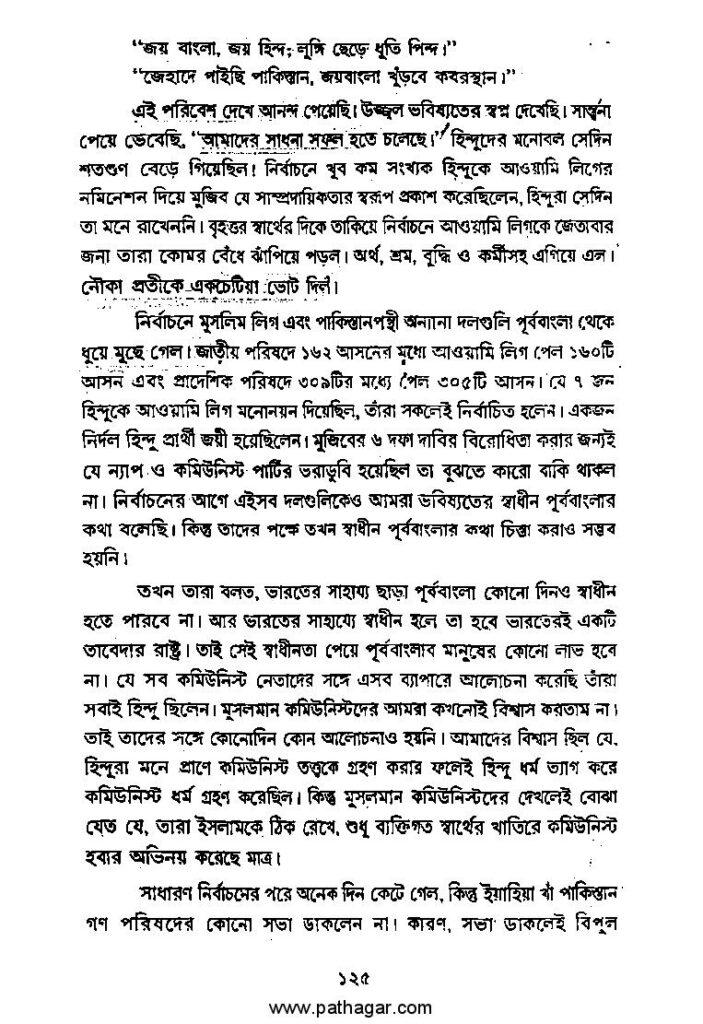 “জয় বাংলা, জয় হিন্দ; লুঙ্গি ছেড়ে ধূতি পিন্দ।”
“জেহাদে পাইছি পাকিস্তান, জয়বাংলা খুঁড়বে কবরস্থান।”
এই পরিবেশ দেখে আনন্দ পেয়েছি। উজ্জ্বল ভবিষ্যতের স্বপ্ন দেখেছি। সান্ত্বনা
পেয়ে ভেবেছি, “আমাদের সাধনা সফল হতে চলেছে।” হিন্দুদের মনোবল সেদিন
শতগুণ বেড়ে গিয়েছিল। নির্বাচনে খুব কম সংখ্যক হিন্দুকে আওয়ামি লিগের
নমিনেশন দিয়ে মুজিব যে সাম্প্রদায়িকতার স্বরূপ প্রকাশ করেছিলেন, হিন্দুরা সেদিন
তা মনে রাখেননি। বৃহত্তর স্বার্থের দিকে তাকিয়ে নির্বাচনে আওয়ামি লিগকে জেতাবার
জন্য তারা কোমর বেঁধে ঝাঁপিয়ে পড়ল। অর্থ, শ্রম, বুদ্ধি ও কর্মীসহ এগিয়ে এল।
নৌকা প্রতীকে একচেটিয়া ভোট দিল।
নির্বাচনে মুসলিম লিগ এবং পাকিস্তানপন্থী অন্যান্য দলগুলি পূর্ববাংলা থেকে
ধুয়ে মুছে গেল। জাতীয় পরিষদে ১৬২ আসনের মধ্যে আওয়ামি লিগ পেল ১৬০টি
আসন এবং প্রাদেশিক পরিষদে ৩০৯টির মধ্যে পেল ৩০৫টি আসন। যে ৭ জন
হিন্দুকে আওয়ামি লিগ মনোনয়ন দিয়েছিল, তাঁরা সকলেই নির্বাচিত হলেন। একজন
নির্দল হিন্দু প্রার্থী জয়ী হয়েছিলেন। মুজিবের ৬ দফা দাবির বিরোধিতা করার জন্যই
যে ন্যাপ ও কমিউনিস্ট পার্টির ভরাডুবি হয়েছিল তা বুঝতে কারো বাকি থাকল
না। নির্বাচনের আগে এইসব দলগুলিকেও আমরা ভবিষ্যতের স্বাধীন পূর্ববাংলার
কথা বলেছি। কিন্তু তাদের পক্ষে তখন স্বাধীন পূর্ববাংলার কথা চিন্তা করাও সম্ভব
হয়নি।
তখন তারা বলত, ভারতের সাহায্য ছাড়া পূর্ববাংলা কোনো দিনও স্বাধীন
হতে পারবে না। আর ভারতের সাহায্যে স্বাধীন হলে তা হবে ভারতেরই একটি
তাবেদার রাষ্ট্র। তাই সেই স্বাধীনতা পেয়ে পূর্ববাংলাব মানুষের কোনো লাভ হবে
না। যে সব কমিউনিস্ট নেতাদের সঙ্গে এসব ব্যাপারে আলোচনা করেছি তাঁরা
সবাই হিন্দু ছিলেন। মুসলমান কমিউনিস্টদের আমরা কখনোই বিশ্বাস করতাম না।
তাই তাদের সঙ্গে কোনোদিন কোন আলোচনাও হয়নি। আমাদের বিশ্বাস ছিল যে,
হিন্দুরা মনে প্রাণে কমিউনিস্ট তত্ত্বকে গ্রহণ করার ফলেই হিন্দু ধর্ম ত্যাগ করে
কমিউনিস্ট ধর্ম গ্রহণ করেছিল। কিন্তু মুসলমান কমিউনিস্টদের দেখলেই বোঝা
যেত যে, তারা ইসলামকে ঠিক রেখে, শুধু ব্যক্তিগত স্বার্থের খাতিরে কমিউনিস্ট
হবার অভিনয় করেছে মাত্র।
সাধারণ নির্বাচনের পরে অনেক দিন কেটে গেল, কিন্তু ইয়াহিয়া খাঁ পাকিস্তান
গণ পরিষদের কোনো সভা ডাকলেন না। কারণ, সভা ডাকলেই বিপুল
১২৫
www.pathagar.com